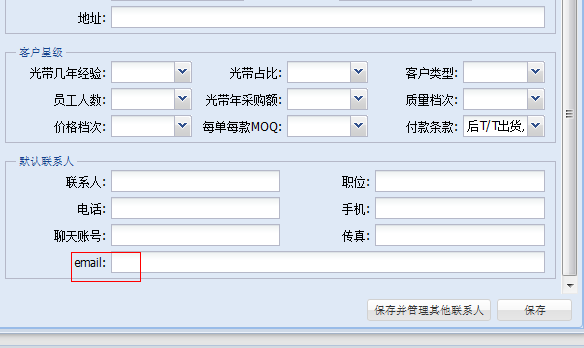 地址:
客户星级
光带几年经验: 光带占比: 客户类型:
员工人数: 光带年采购额: 质量档次:
价格档次: 每单每款MOQ: 付款条款: 后T/T出货,
默认联系人
联系人: 职位:
电话: 手机:
聊天账号: 传真:
email:
保存并管理其他联系人 保存